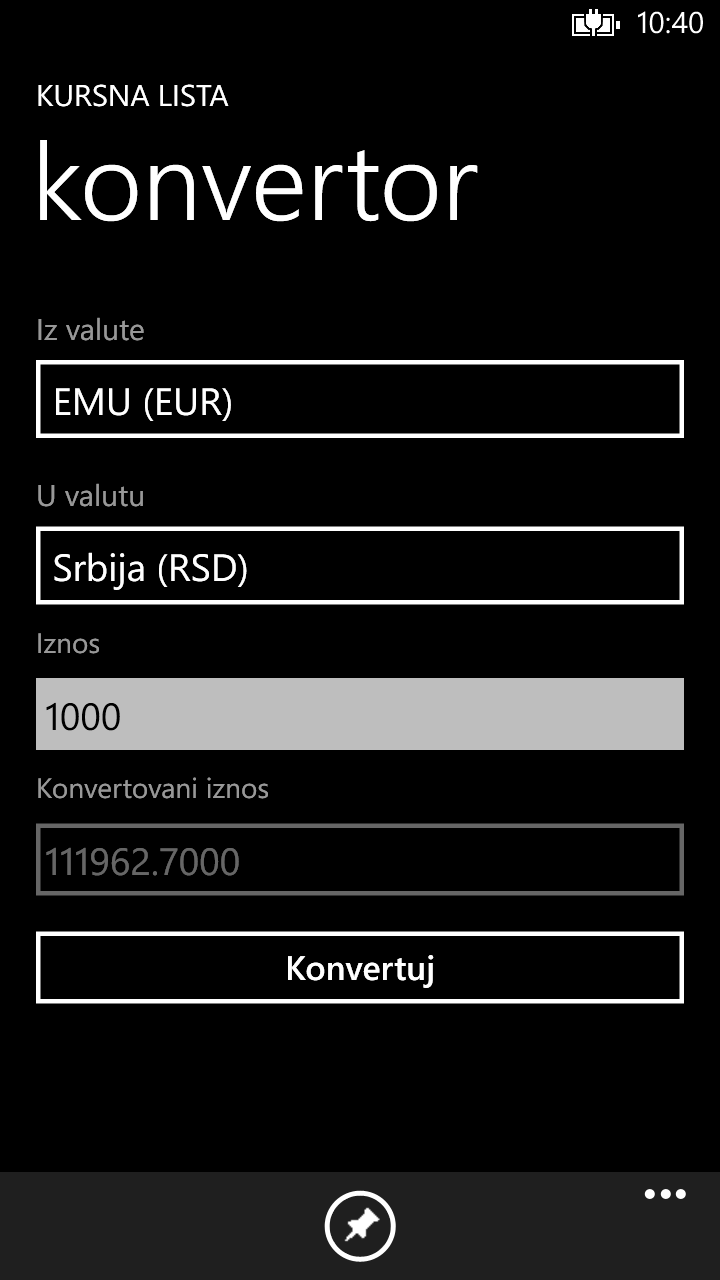 10:40
KURSNA LISTA
konvertor
Iz valute
EMU (EUR)
U valutu
Srbija (RSD)
Iznos
1000
Konvertovani iznos
111962.7000
Konvertuj